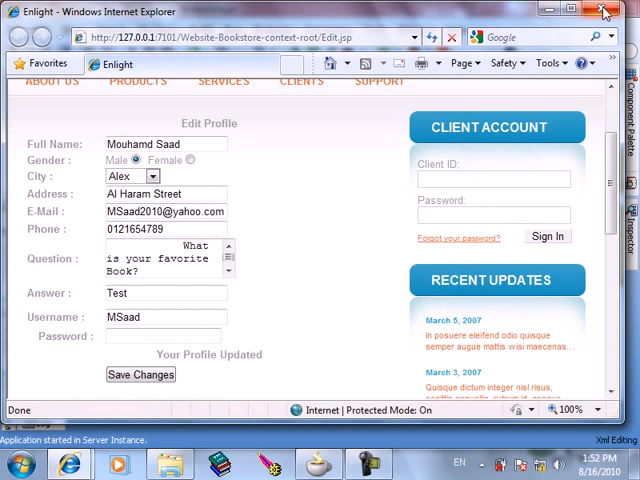 Enlight - Windows Internet Explorer
http://127.0.0.1:7101/Website-Bookstore-context-root/Edit.jsp
Google
Favorites
Enlight
Page
Safety
Tools
ABOUT US
PRODUCTS
SERVICES
CLIENTS
SUPPORT
Edit Profile
Full Name: Mouhamd Saad
Gender : Male Female
City : Alex
Address : Al Haram Street
E-Mail : MSaad2010@yahoo.com
Phone : 0121654789
Question : What
is your favorite
Book?
Answer : Test
Username : MSaad
Password :
Your Profile Updated
Save Changes
CLIENT ACCOUNT
Client ID:
Password:
Forgot your password?
Sign In
RECENT UPDATES
March 5, 2007
In posuere eleifend odio quisque
semper augue mattis wisi maecenas...
March 3, 2007
Quisque dictum integer nisl risus,
Component Palette
Inspector
Done
Internet | Protected Mode: On
100%
Application started in Server Instance.
Xml Editing
EN
1:52 PM
8/16/2010